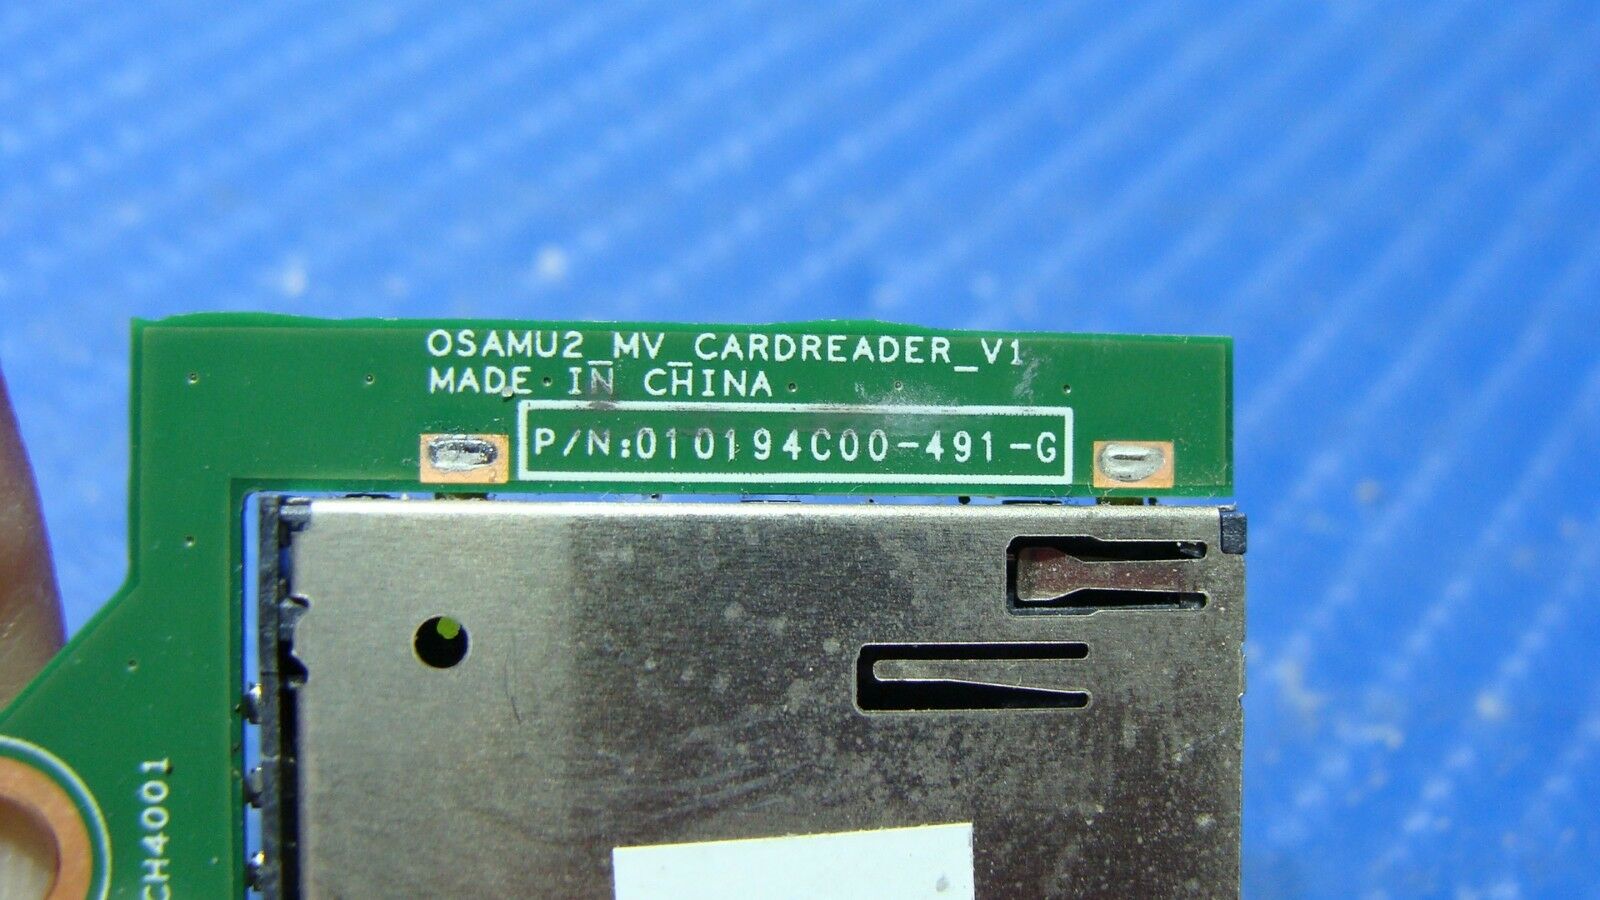 OSAMU2_MV_CARDREADER_V1
MADE IN CHINA
P/N:010194C00-491-G
CH4001